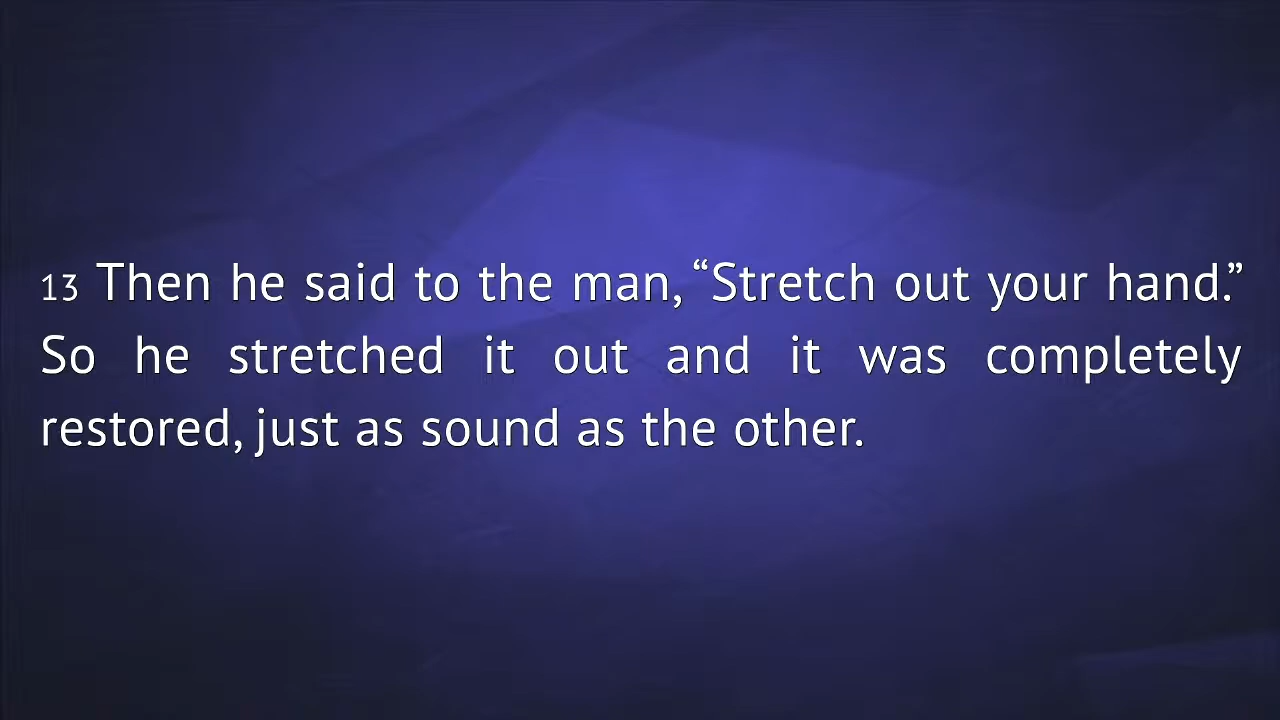 13 Then he said to the man, “Stretch out your hand.”
So he stretched it out and it was completely
restored, just as sound as the other.